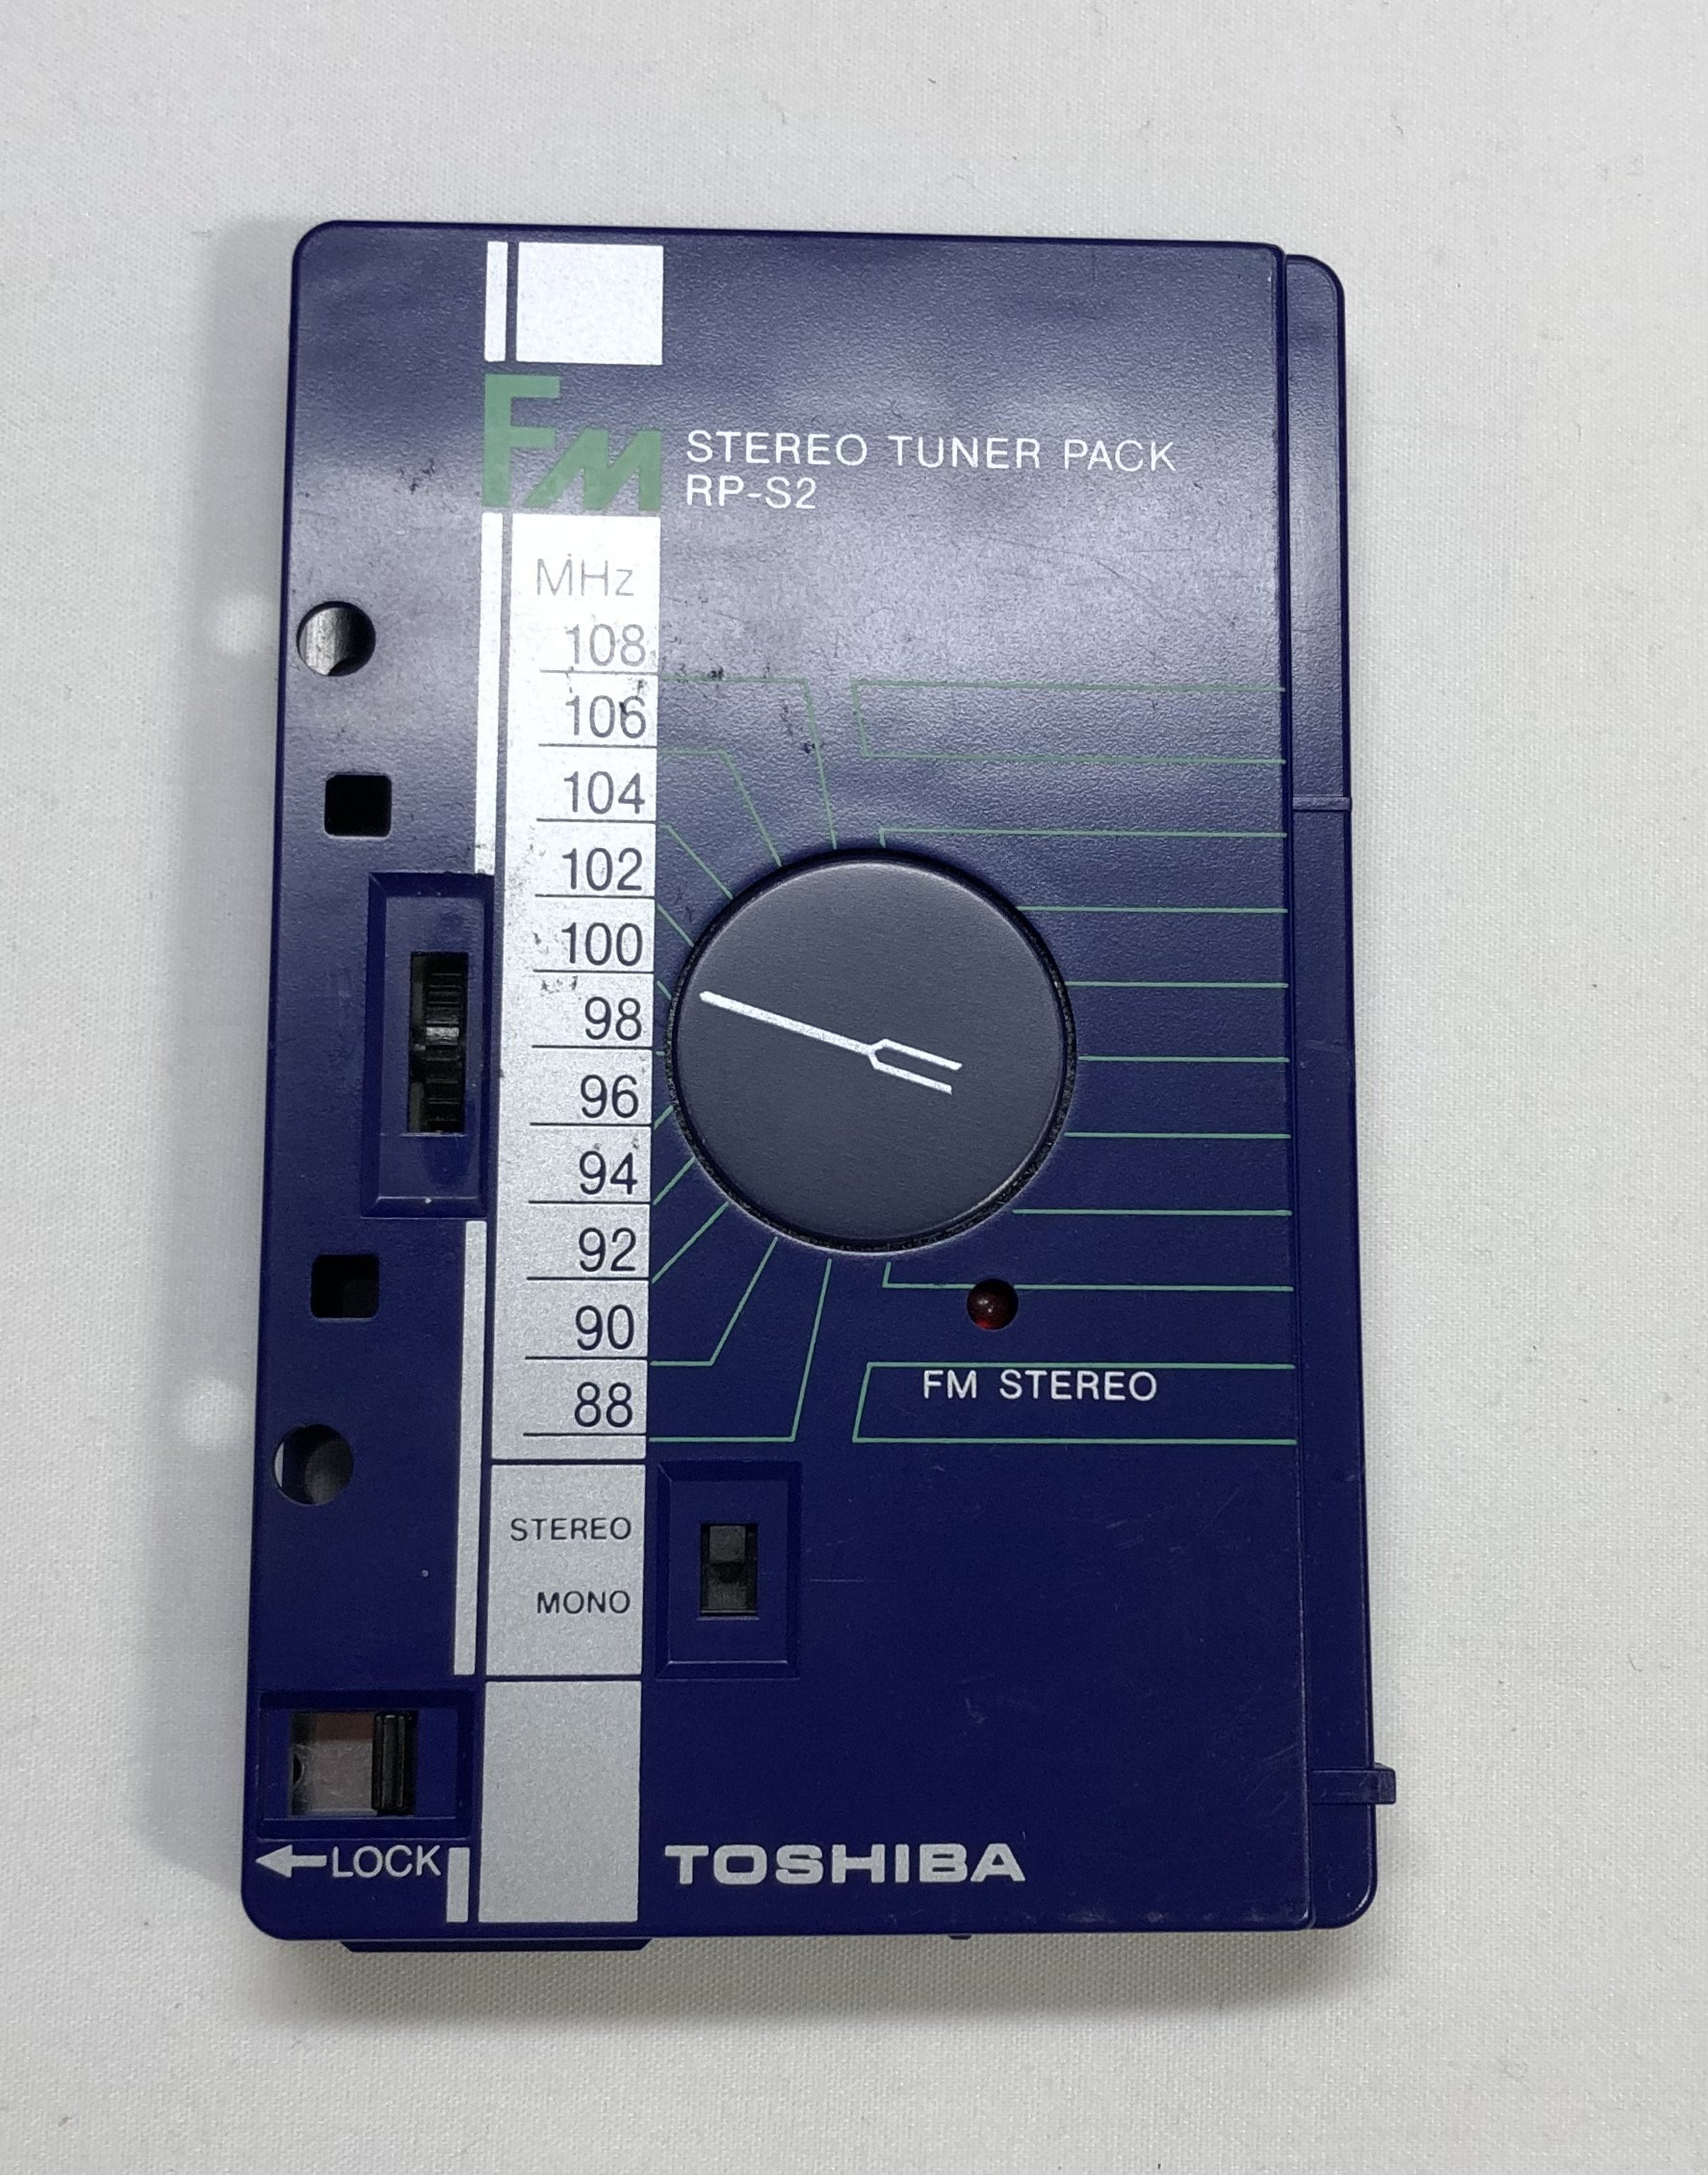 FM STEREO TUNER PACK
RP-S2
MHz
108
106
104
102
100
98
96
94
92
90
88
FM STEREO
STEREO
MONO
←LOCK
TOSHIBA